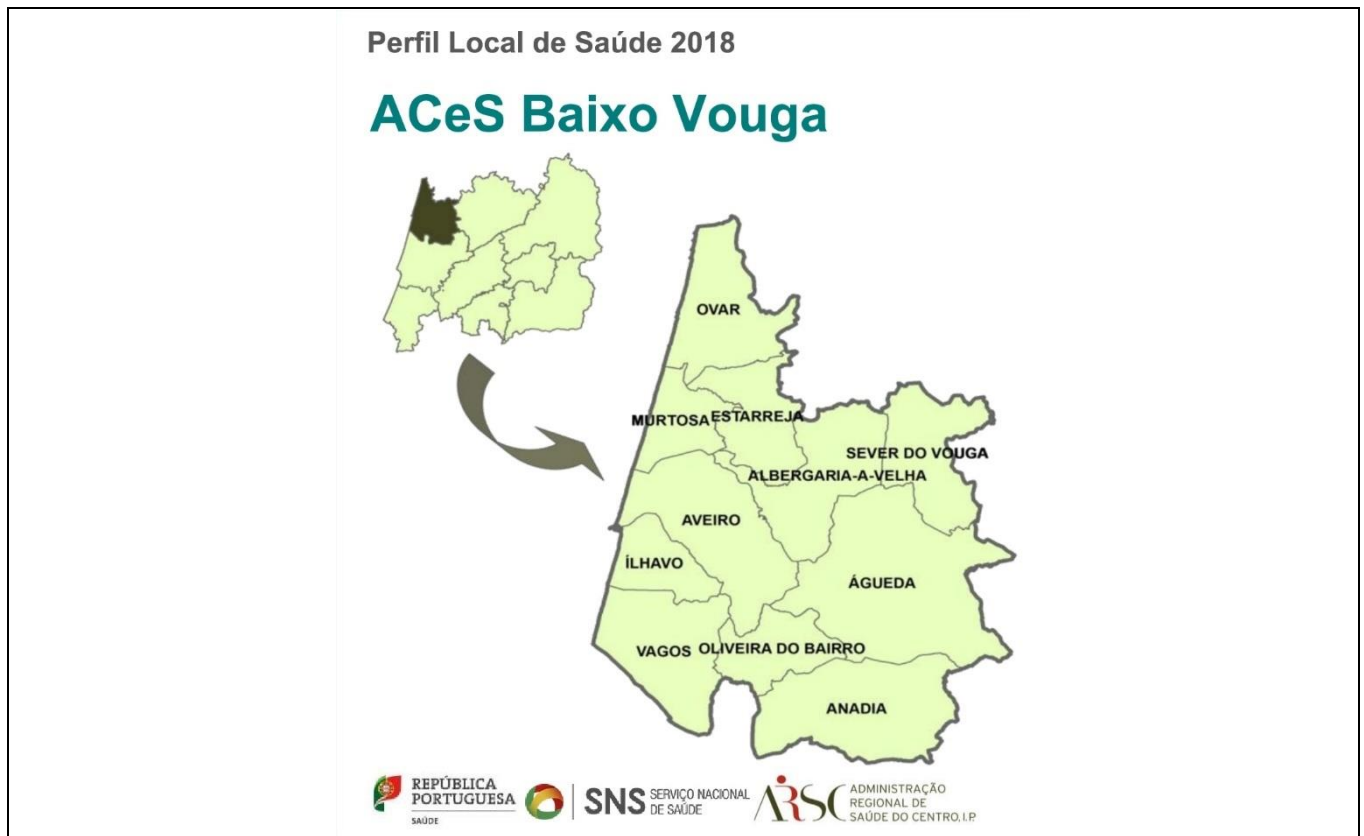 Perfil Local de Saúde 2018
ACeS Baixo Vouga
OVAR
MURTOSA
ESTARREJA
SEVER DO VOUGA
ALBERGARIA-A-VELHA
AVEIRO
ÍLHAVO
ÁGUEDA
VAGOS
OLIVEIRA DO BAIRRO
ANADIA
REPÚBLICA
PORTUGUESA
SAÚDE
SNS
SERVIÇO NACIONAL
DE SAÚDE
ARSC
ADMINISTRAÇÃO
REGIONAL DE
SAÚDE DO CENTRO, I.P.